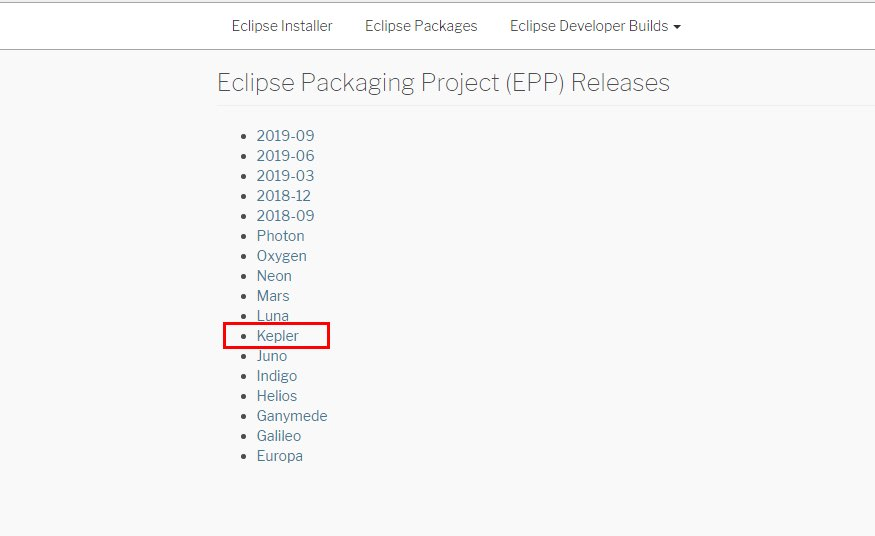 Eclipse Installer Eclipse Packages Eclipse Developer Builds
Eclipse Packaging Project (EPP) Releases
2019-09
2019-06
2019-03
2018-12
2018-09
Photon
Oxygen
Neon
Mars
Luna
Kepler
Juno
Indigo
Helios
Ganymede
Galileo
Europa